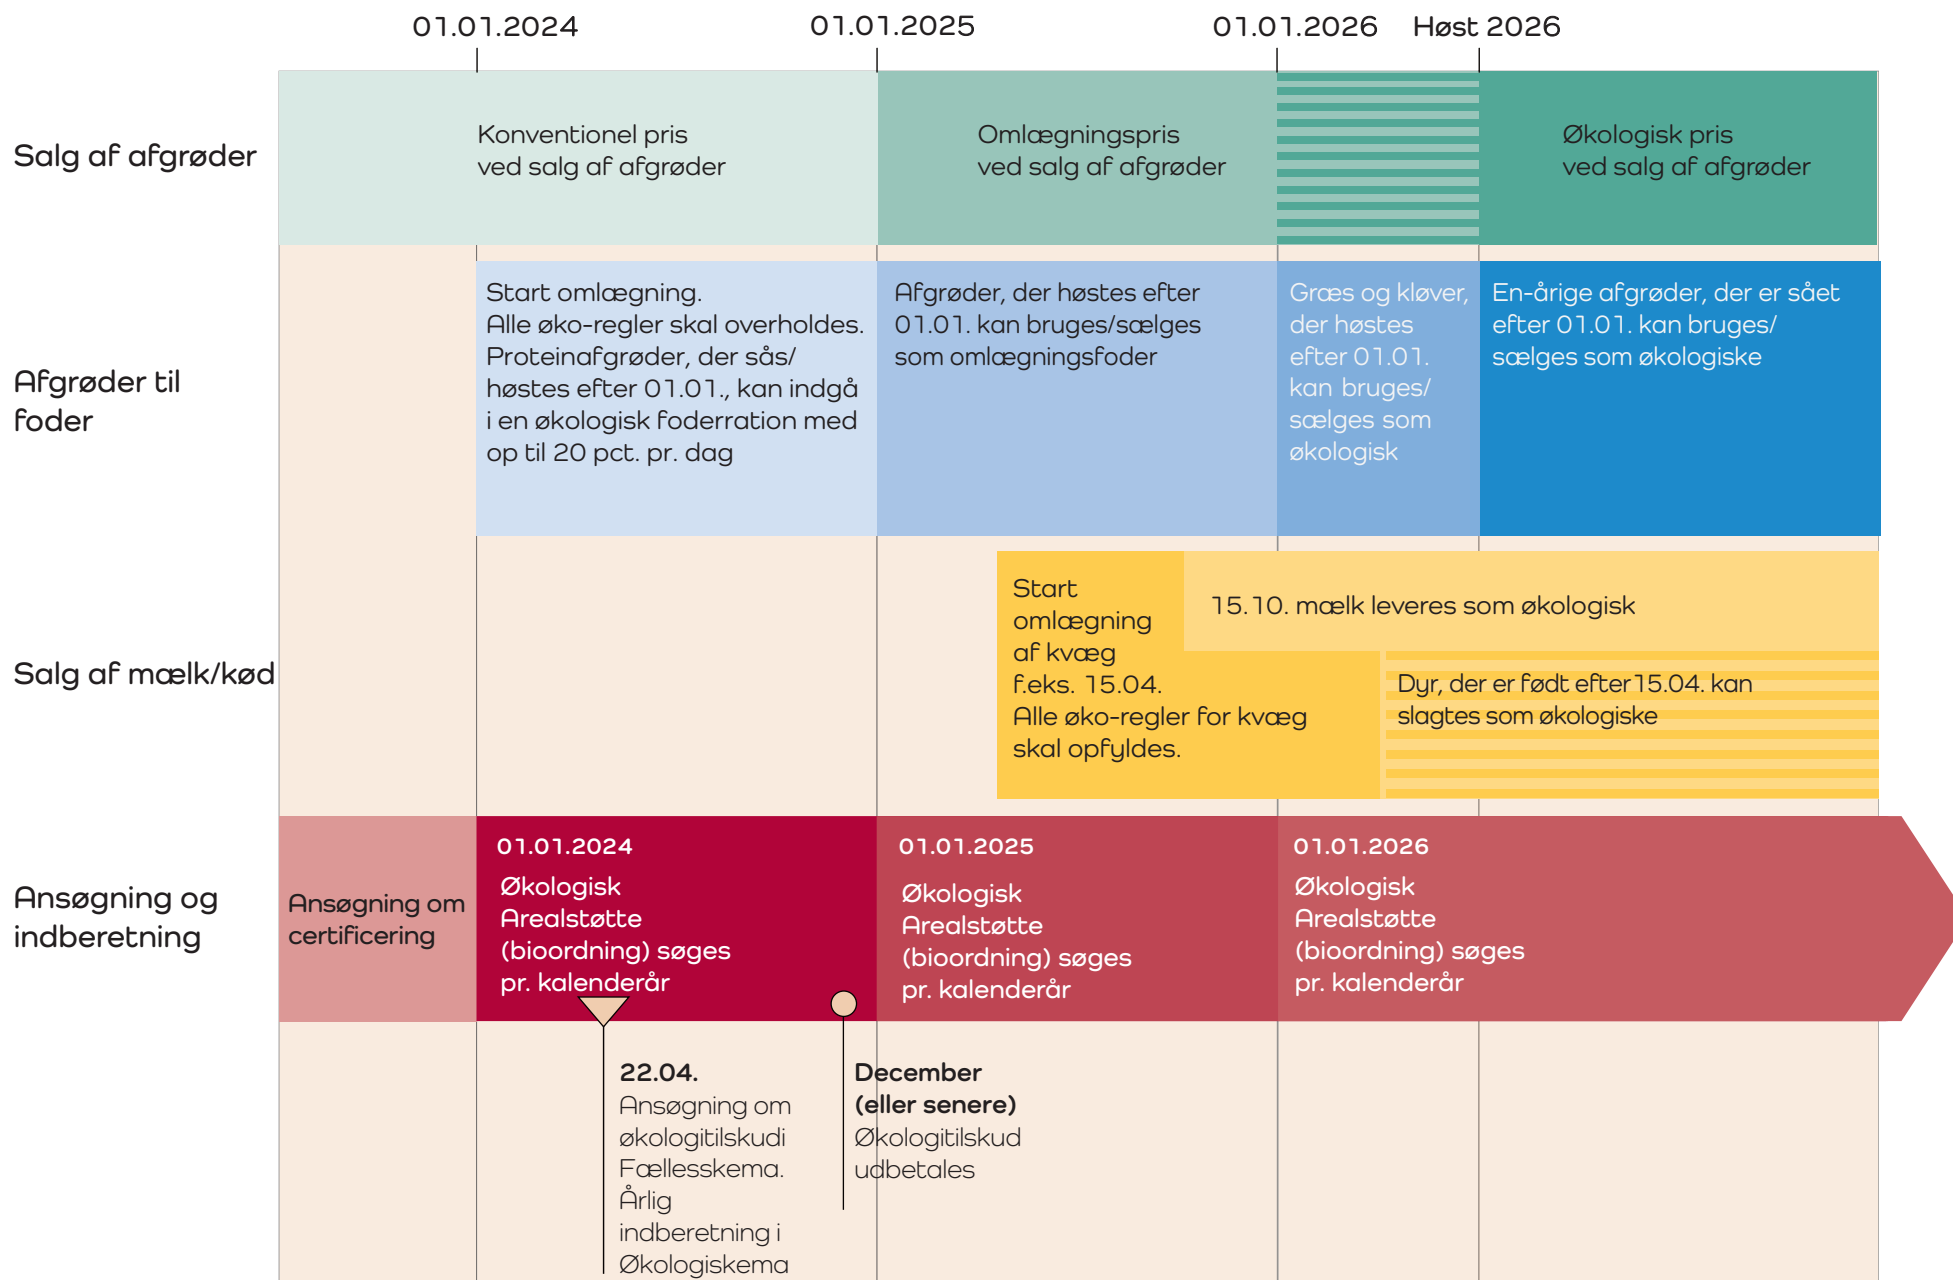 01.01.2024
01.01.2025
01.01.2026
Høst 2026
Salg af afgrøder
Konventionel pris
ved salg af afgrøder
Omlægningspris
ved salg af afgrøder
Økologisk pris
ved salg af afgrøder
Afgrøder til
foder
Start omlægning.
Alle øko-regler skal overholdes.
Proteinafgrøder, der sås/
høstes efter 01.01., kan indgå
i en økologisk foderration med
op til 20 pct. pr. dag
Afgrøder, der høstes efter
01.01. kan bruges/sælges
som omlægningsfoder
Græs og kløver,
der høstes
efter 01.01.
kan bruges/
sælges som
økologisk
En-årige afgrøder, der er sået
efter 01.01. kan bruges/
sælges som økologiske
Salg af mælk/kød
Start
omlægning
af kvæg
f.eks. 15.04.
Alle øko-regler for kvæg
skal opfyldes.
15.10. mælk leveres som økologisk
Dyr, der er født efter15.04. kan
slagtes som økologiske
Ansøgning og
indberetning
Ansøgning om
certificering
01.01.2024
Økologisk
Arealstøtte
(bioordning) søges
pr. kalenderår
01.01.2025
Økologisk
Arealstøtte
(bioordning) søges
pr. kalenderår
01.01.2026
Økologisk
Arealstøtte
(bioordning) søges
pr. kalenderår
22.04.
Ansøgning om
økologitilskudi
Fællesskema.
Årlig
indberetning i
Økologiskema
December
(eller senere)
Økologitilskud
udbetales